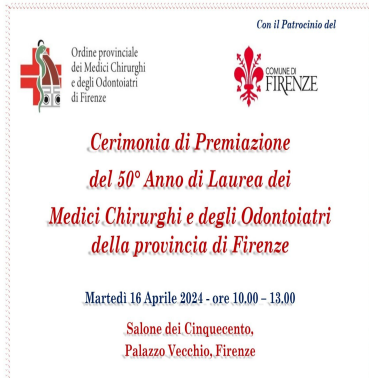 Con il Patrocinio del
Ordine provinciale
dei Medici Chirurghi
e degli Odontoiatri
di Firenze
COMUNE DI
FIRENZE
Cerimonia di Premiazione
del 50° Anno di Laurea dei
Medici Chirurghi e degli Odontoiatri
della provincia di Firenze
Martedì 16 Aprile 2024 - ore 10.00 – 13.00
Salone dei Cinquecento,
Palazzo Vecchio, Firenze